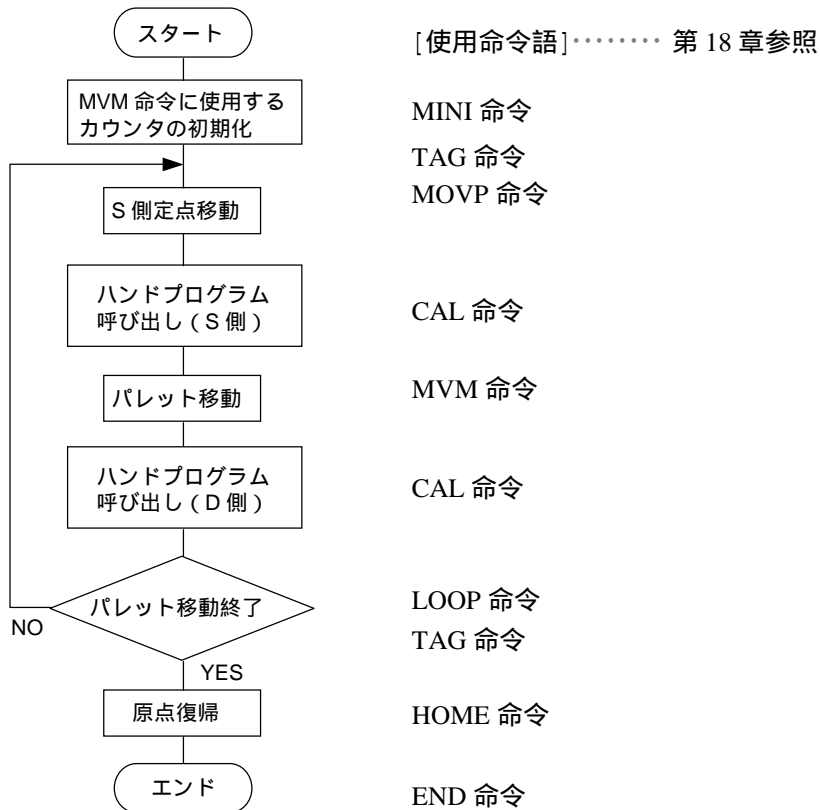 スタート
[使用命令語]‥‥‥‥ 第 18 章参照
MVM 命令に使用する
カウンタの初期化
MINI 命令
TAG 命令
S 側定点移動
MOVP 命令
ハンドプログラム
呼び出し ( S 側 )
CAL 命令
パレット移動
MVM 命令
ハンドプログラム
呼び出し ( D 側 )
CAL 命令
パレット移動終了
LOOP 命令
NO
TAG 命令
YES
原点復帰
HOME 命令
エンド
END 命令